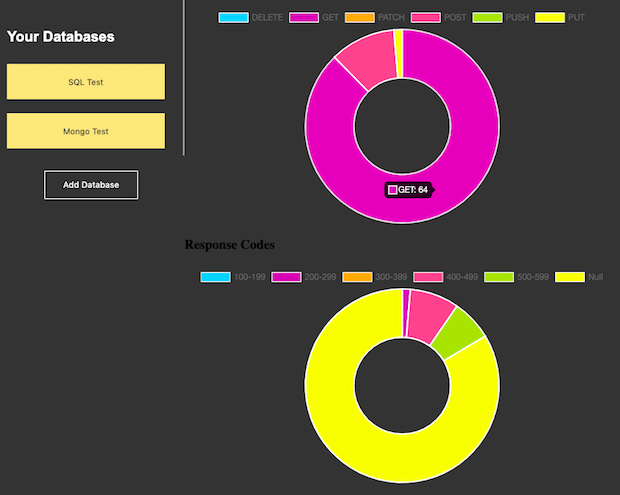 Your Databases
SQL Test
Mongo Test
Add Database
DELETE GET PATCH POST PUSH PUT
GET: 64
Response Codes
100-199 200-299 300-399 400-499 500-599 Null